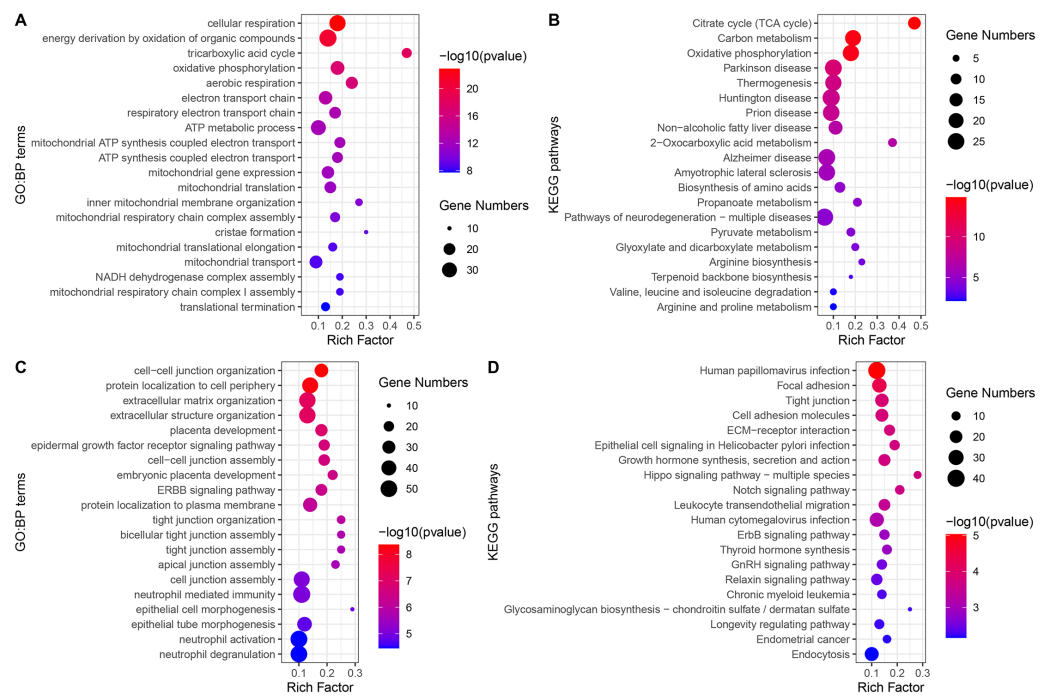 A
GO:BP terms
cellular respiration
energy derivation by oxidation of organic compounds
tricarboxylic acid cycle
oxidative phosphorylation
aerobic respiration
electron transport chain
respiratory electron transport chain
ATP metabolic process
mitochondrial ATP synthesis coupled electron transport
ATP synthesis coupled electron transport
mitochondrial gene expression
mitochondrial translation
inner mitochondrial membrane organization
mitochondrial respiratory chain complex assembly
cristae formation
mitochondrial translational elongation
mitochondrial transport
NADH dehydrogenase complex assembly
mitochondrial respiratory chain complex I assembly
translational termination
0.1 0.2 0.3 0.4 0.5
Rich Factor
−log10(pvalue)
20
16
12
8
Gene Numbers
10
20
30
B
KEGG pathways
Citrate cycle (TCA cycle)
Carbon metabolism
Oxidative phosphorylation
Parkinson disease
Thermogenesis
Huntington disease
Prion disease
Non−alcoholic fatty liver disease
2−Oxocarboxylic acid metabolism
Alzheimer disease
Amyotrophic lateral sclerosis
Biosynthesis of amino acids
Propanoate metabolism
Pathways of neurodegeneration − multiple diseases
Pyruvate metabolism
Glyoxylate and dicarboxylate metabolism
Arginine biosynthesis
Terpenoid backbone biosynthesis
Valine, leucine and isoleucine degradation
Arginine and proline metabolism
0.1 0.2 0.3 0.4 0.5
Rich Factor
Gene Numbers
5
10
15
20
25
−log10(pvalue)
10
5
C
GO:BP terms
cell−cell junction organization
protein localization to cell periphery
extracellular matrix organization
extracellular structure organization
placenta development
epidermal growth factor receptor signaling pathway
cell−cell junction assembly
embryonic placenta development
ERBB signaling pathway
protein localization to plasma membrane
tight junction organization
bicellular tight junction assembly
tight junction assembly
apical junction assembly
cell junction assembly
neutrophil mediated immunity
epithelial cell morphogenesis
epithelial tube morphogenesis
neutrophil activation
neutrophil degranulation
0.1 0.2 0.3
Rich Factor
Gene Numbers
10
20
30
40
50
−log10(pvalue)
8
7
6
5
D
KEGG pathways
Human papillomavirus infection
Focal adhesion
Tight junction
Cell adhesion molecules
ECM−receptor interaction
Epithelial cell signaling in Helicobacter pylori infection
Growth hormone synthesis, secretion and action
Hippo signaling pathway − multiple species
Notch signaling pathway
Leukocyte transendothelial migration
Human cytomegalovirus infection
ErbB signaling pathway
Thyroid hormone synthesis
GnRH signaling pathway
Relaxin signaling pathway
Chronic myeloid leukemia
Glycosaminoglycan biosynthesis − chondroitin sulfate / dermatan sulfate
Longevity regulating pathway
Endometrial cancer
Endocytosis
0.1 0.2 0.3
Rich Factor
Gene Numbers
10
20
30
40
−log10(pvalue)
5
4
3